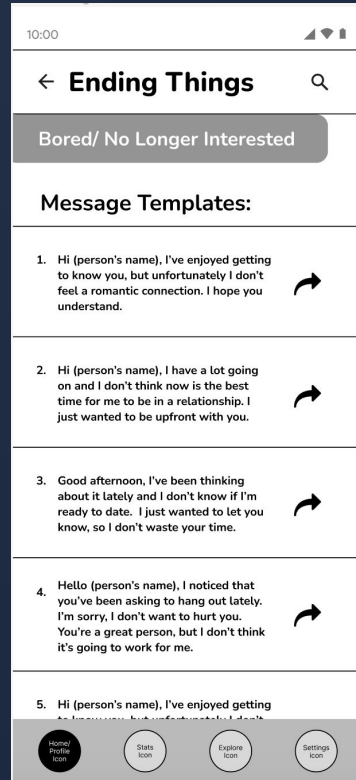 10:00
Ending Things
Bored/ No Longer Interested
Message Templates:
1. Hi (person's name), I've enjoyed getting
to know you, but unfortunately I don't
feel a romantic connection. I hope you
understand.
2. Hi (person's name), I have a lot going
on and I don't think now is the best
time for me to be in a relationship. I
just wanted to be upfront with you.
3. Good afternoon, I've been thinking
about it lately and I don't know if I'm
ready to date.  I just wanted to let you
know, so I don't waste your time.
4. Hello (person's name), I noticed that
you've been asking to hang out lately.
I'm sorry, I don't want to hurt you.
You're a great person, but I don't think
it's going to work for me.
5. Hi (person's name), I've enjoyed getting
to know you, but unfortunately I don't
Home/
Profile
Icon
Stats
Icon
Explore
Icon
Settings
Icon